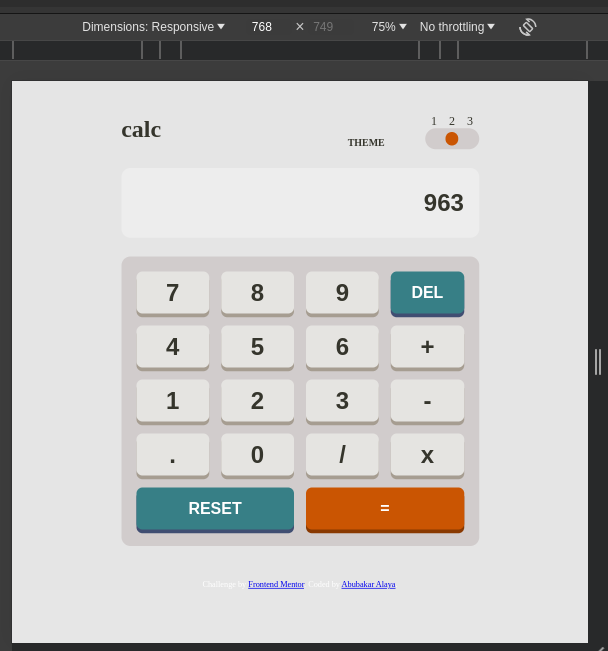 Dimensions: Responsive 768 × 749 75% No throttling
1 2 3
calc
THEME
963
7 8 9 DEL
4 5 6 +
1 2 3 -
. 0 / x
RESET =
Challenge by Frontend Mentor. Coded by Abubakar Alaya